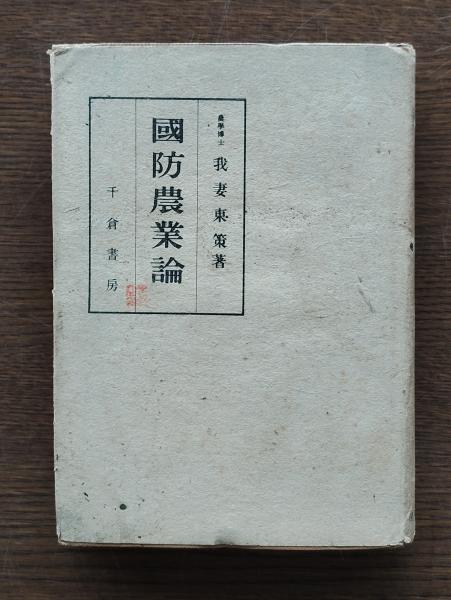 農學博士 我妻東策著
國防農業論
千倉書房